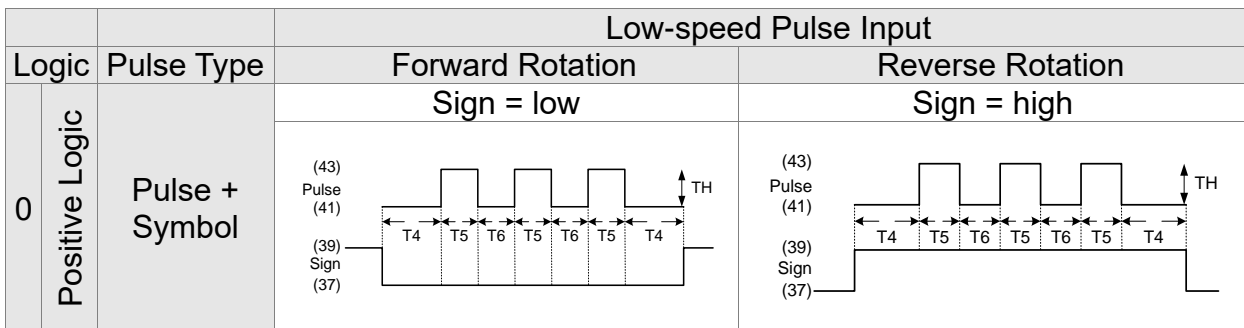 Low-speed Pulse Input
Logic Pulse Type Forward Rotation Reverse Rotation
0 Positive Logic Pulse + Symbol
Sign = low
(43)
Pulse
(41)
TH
T4 T5 T6 T5 T6 T5 T4
(39)
Sign
(37)
Sign = high
(43)
Pulse
(41)
TH
T4 T5 T6 T5 T6 T5 T4
(39)
Sign
(37)